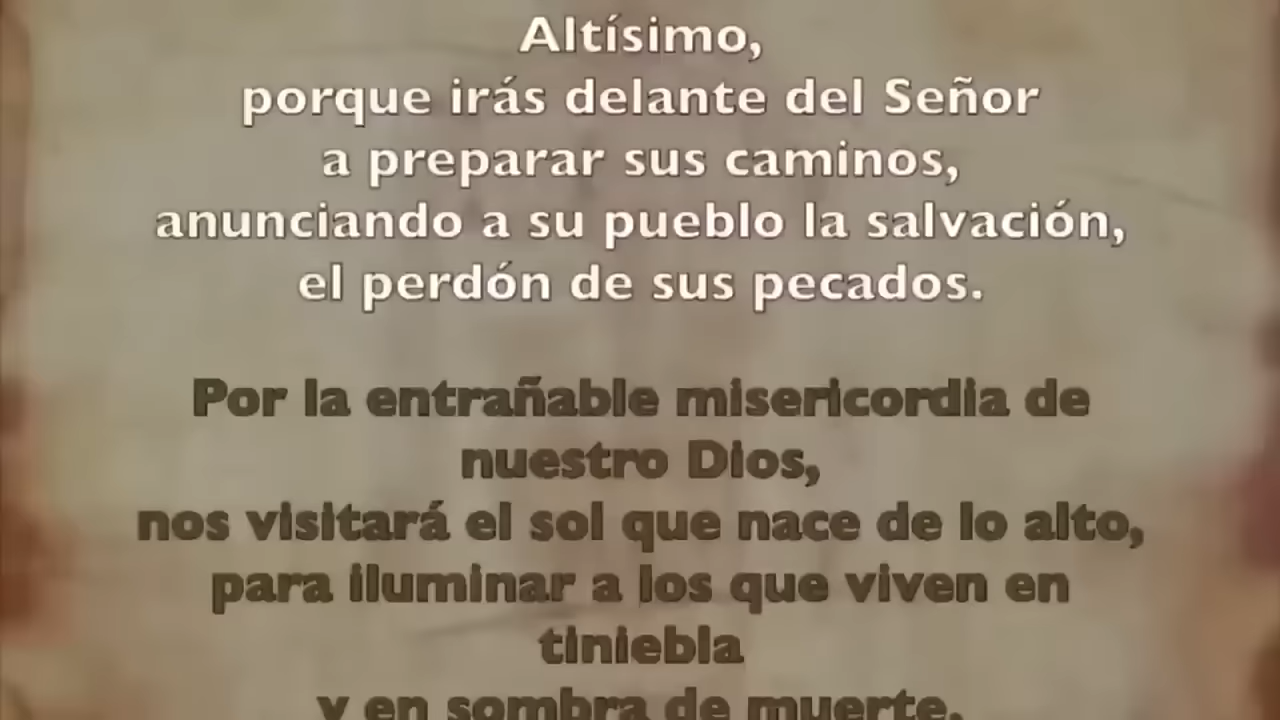 Altísimo,
porque irás delante del Señor
a preparar sus caminos,
anunciando a su pueblo la salvación,
el perdón de sus pecados.
Por la entrañable misericordia de
nuestro Dios,
nos visitará el sol que nace de lo alto,
para iluminar a los que viven en
tiniebla
y en sombra de muerte,